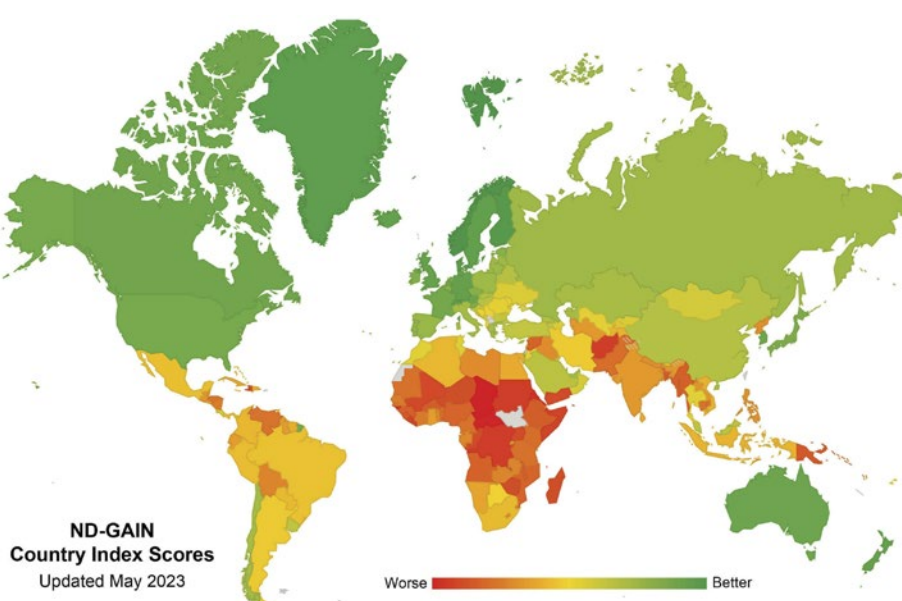 ND-GAIN
Country Index Scores
Updated May 2023
Worse Better